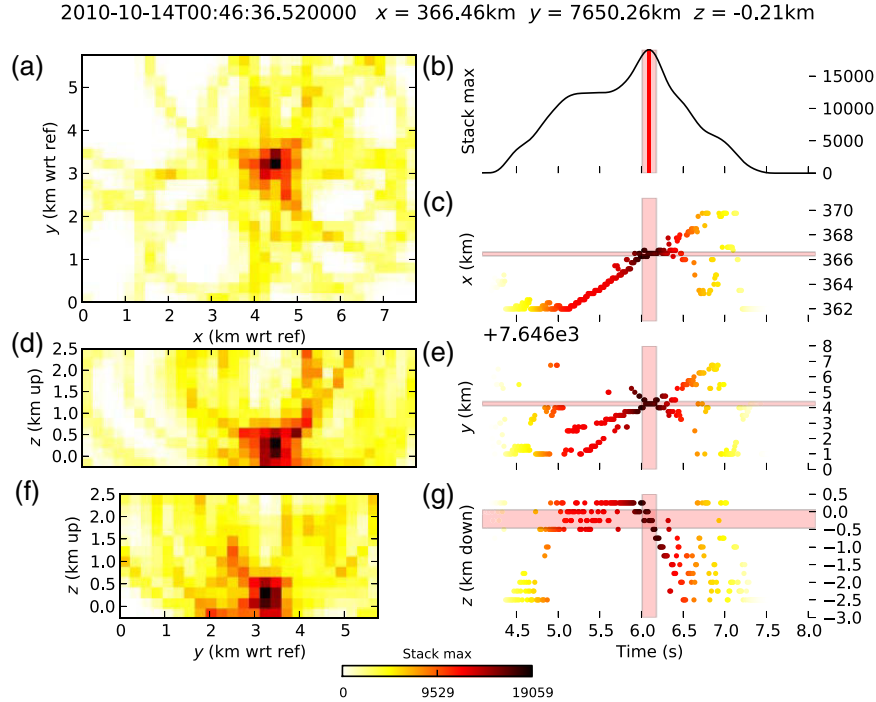 2010-10-14T00:46:36.520000 x = 366.46km y = 7650.26km z = -0.21km
(a)
5
4
3
2
1
0
y (km wrt ref)
0 1 2 3 4 5 6 7
x (km wrt ref)
(b)
Stack max
15000
10000
5000
0
(c)
x (km)
370
368
366
364
362
(d)
2.5
2.0
1.5
1.0
0.5
0.0
z (km up)
(e)
+7.646e3
y (km)
8
7
6
5
4
3
2
1
0
(f)
2.5
2.0
1.5
1.0
0.5
0.0
z (km up)
0 1 2 3 4 5
y (km wrt ref)
(g)
z (km down)
0.5
0.0
−0.5
−1.0
−1.5
−2.0
−2.5
−3.0
4.5 5.0 5.5 6.0 6.5 7.0 7.5 8.0
Time (s)
Stack max
0 9529 19059